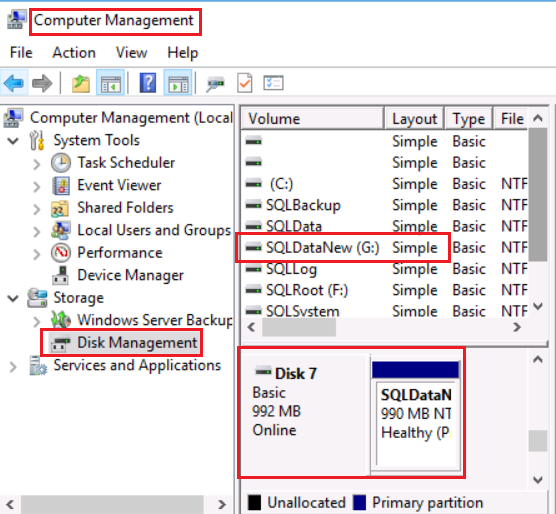 Computer Management
File Action View Help
Computer Management (Local
System Tools
Task Scheduler
Event Viewer
Shared Folders
Local Users and Groups
Performance
Device Manager
Storage
Windows Server Backup
Disk Management
Services and Applications
Volume Layout Type File
Simple Basic
Simple Basic
(C:) Simple Basic NTF
SQLBackup Simple Basic NTF
SQLData Simple Basic NTF
SQLDataNew (G:) Simple Basic NTF
SQLLog Simple Basic NTF
SQLRoot (F:) Simple Basic NTF
SQLSystem Simple Basic NTF
Disk 7
Basic
992 MB
Online
SQLDataN
990 MB NT
Healthy (P
Unallocated Primary partition